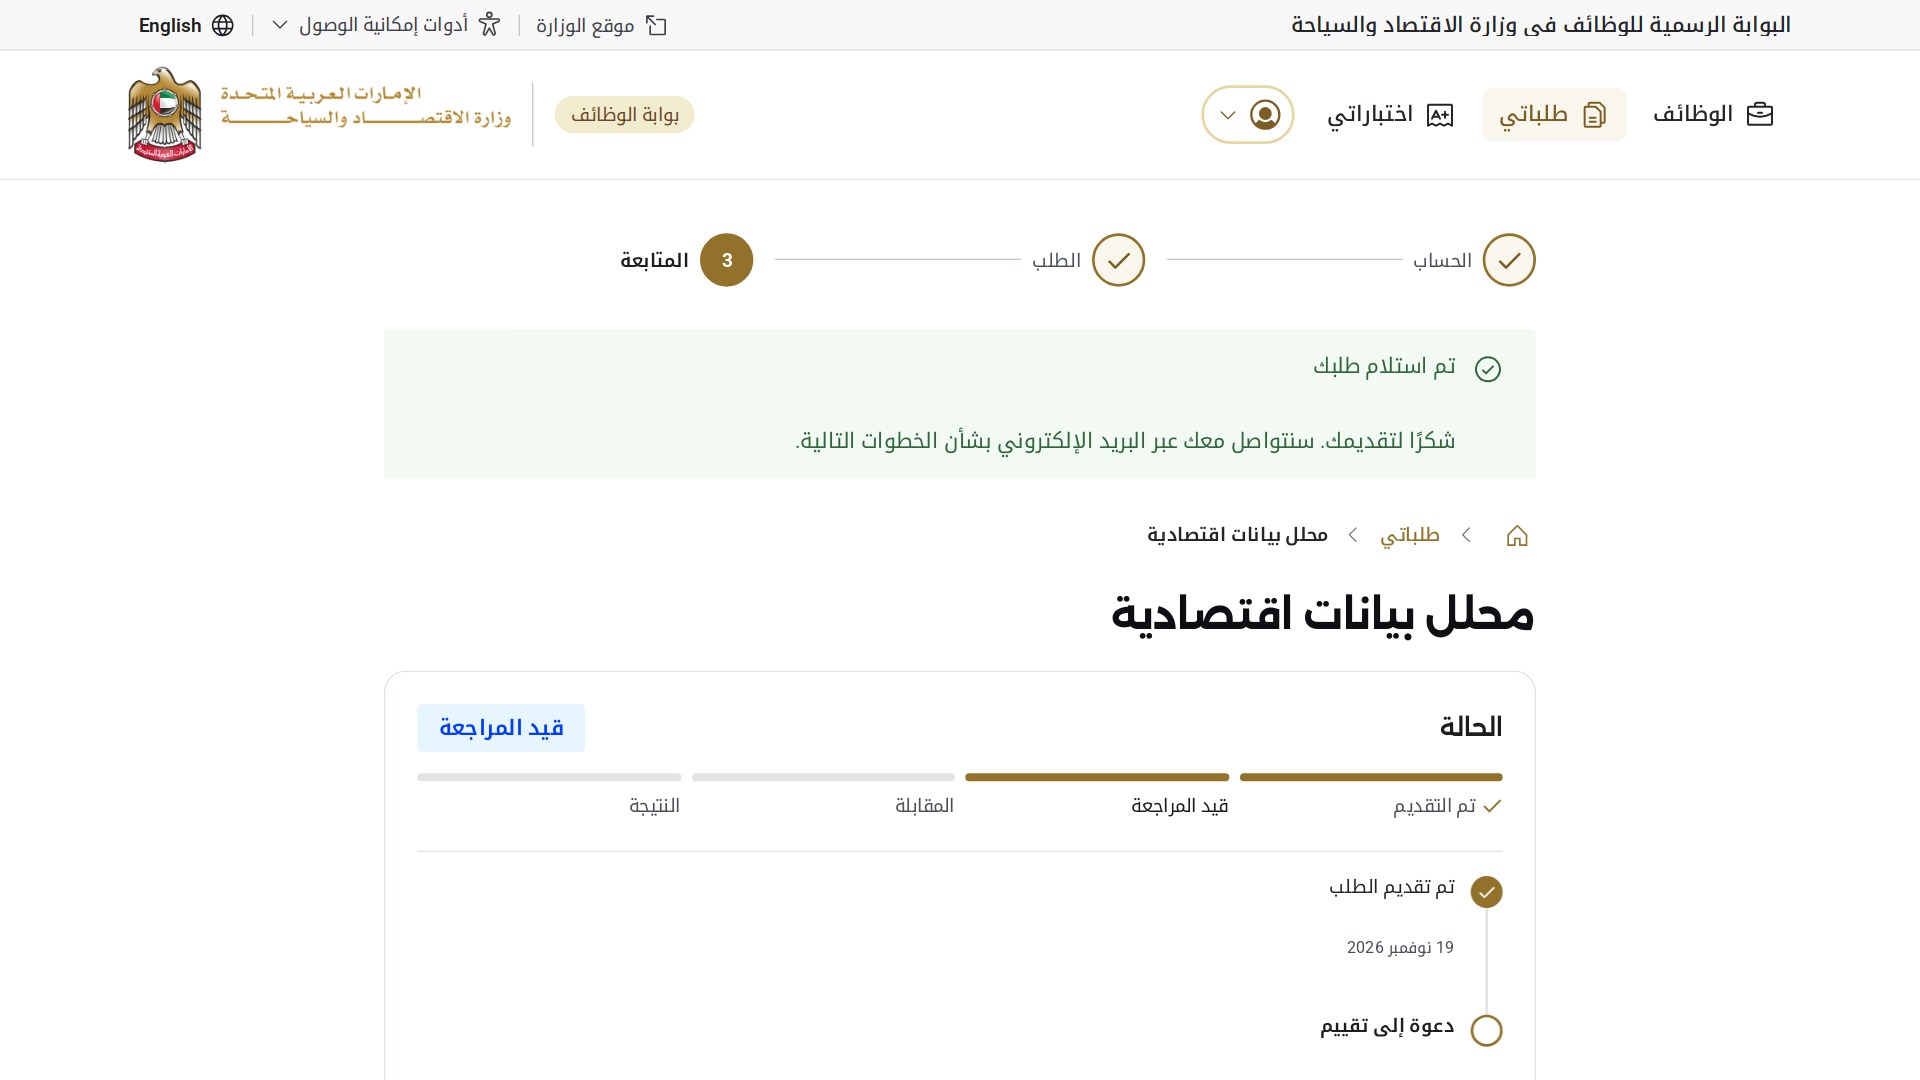 البوابة الرسمية للوظائف في وزارة الاقتصاد والسياحة
موقع الوزارة
أدوات إمكانية الوصول
English
الوظائف
طلباتي
اختباراتي
بوابة الوظائف
الإمارات العربية المتحدة
وزارة الاقتصاد والسياحة
الحساب
الطلب
3 المتابعة
تم استلام طلبك
شكرًا لتقديمك. سنتواصل معك عبر البريد الإلكتروني بشأن الخطوات التالية.
طلباتي
محلل بيانات اقتصادية
محلل بيانات اقتصادية
الحالة
قيد المراجعة
تم التقديم
قيد المراجعة
المقابلة
النتيجة
تم تقديم الطلب
19 نوفمبر 2026
دعوة إلى تقييم